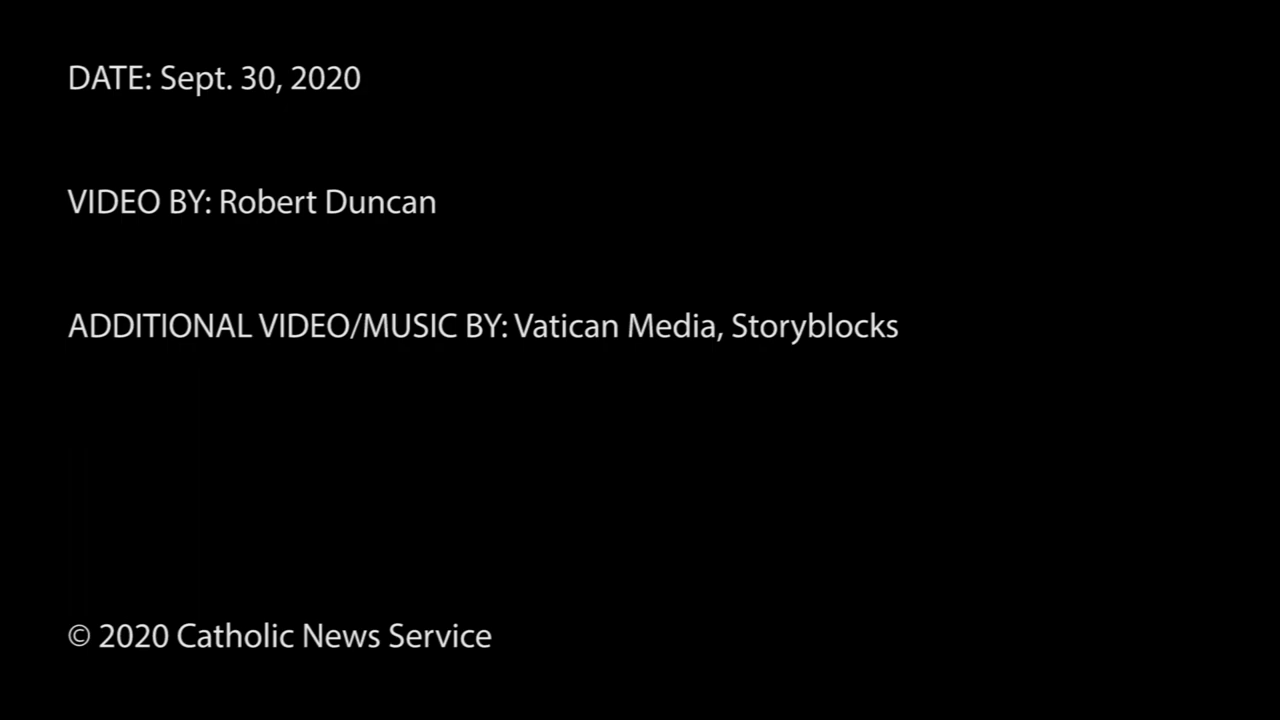 DATE: Sept. 30, 2020
VIDEO BY: Robert Duncan
ADDITIONAL VIDEO/MUSIC BY: Vatican Media, Storyblocks
© 2020 Catholic News Service